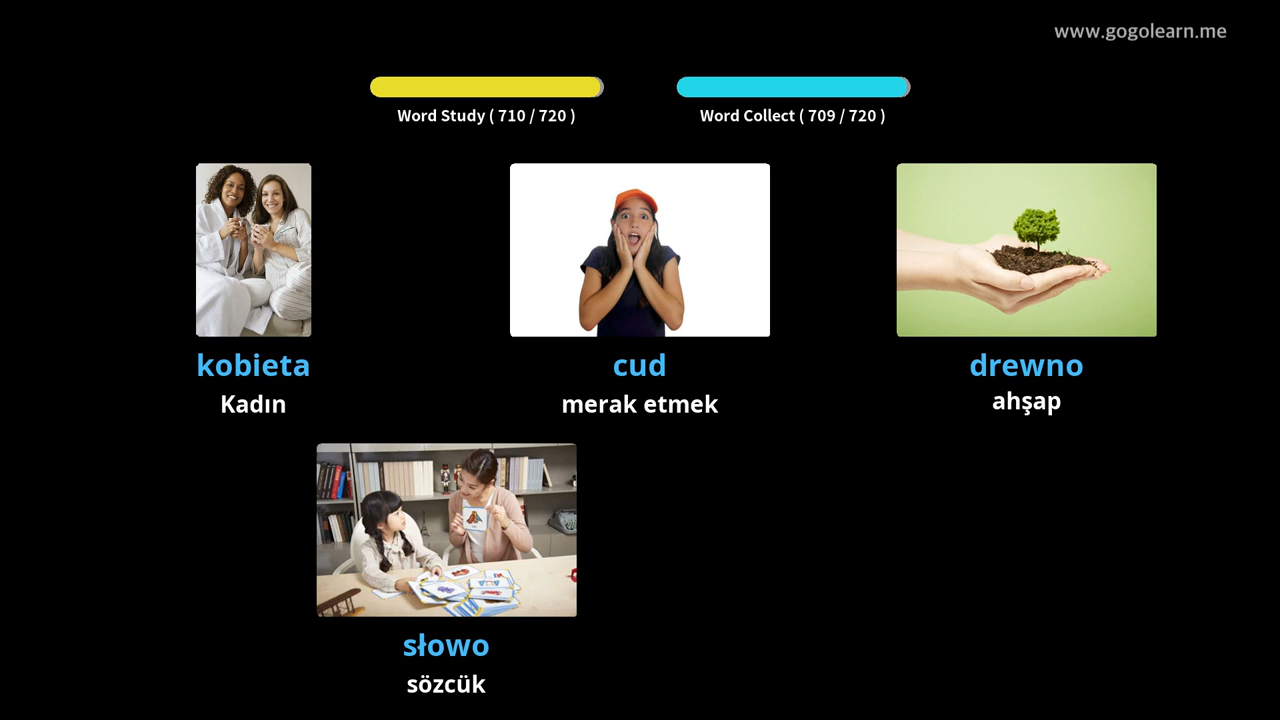 www.gogolearn.me
Word Study ( 710 / 720 )
Word Collect ( 709 / 720 )
kobieta
Kadın
cud
merak etmek
drewno
ahşap
słowo
sözcük